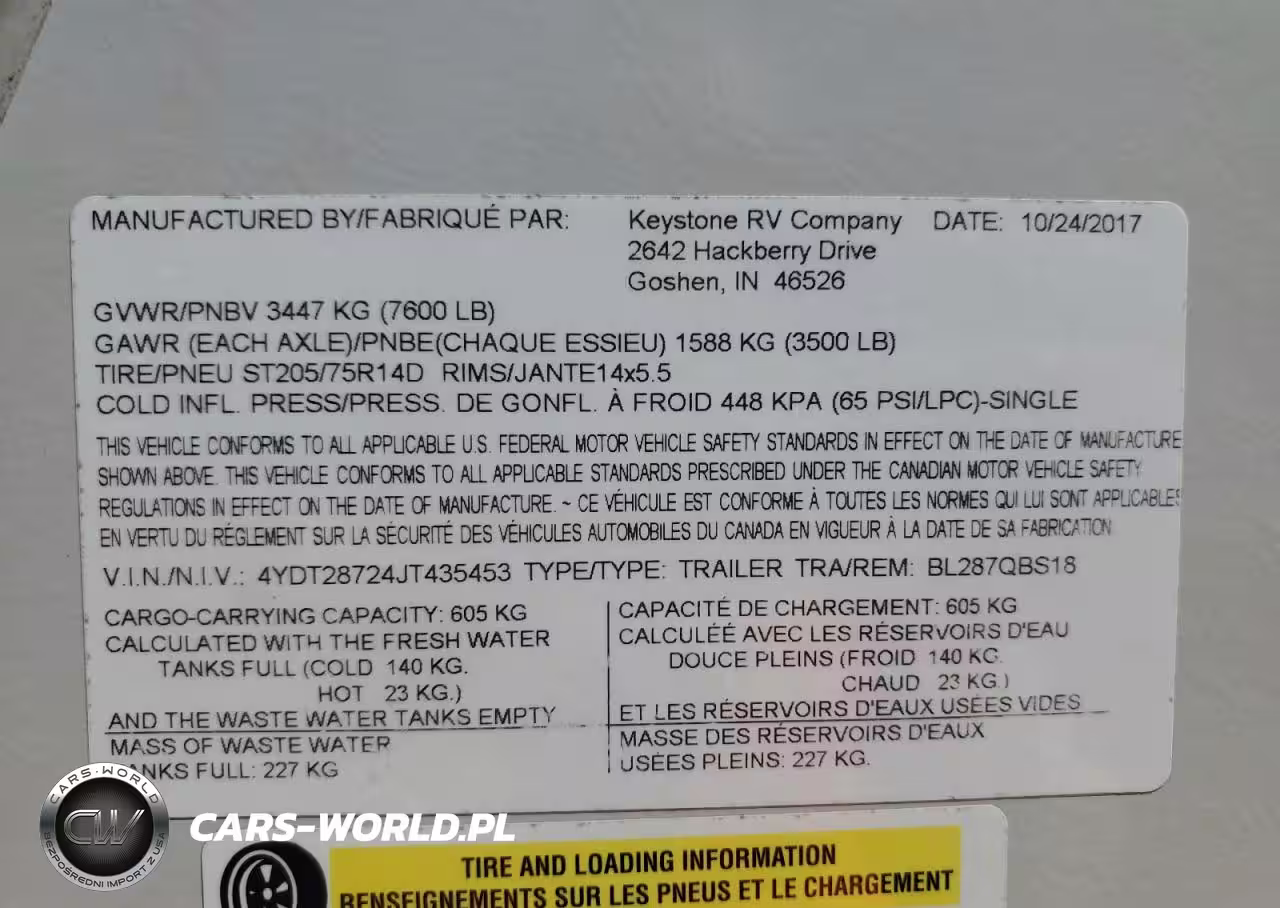 MANUFACTURED BY/FABRIQUÉ PAR: Keystone RV Company DATE: 10/24/2017
2642 Hackberry Drive
Goshen, IN 46526
GVWR/PNBV 3447 KG (7600 LB)
GAWR (EACH AXLE)/PNBE(CHAQUE ESSIEU) 1588 KG (3500 LB)
TIRE/PNEU ST205/75R14D RIMS/JANTE14x5.5
COLD INFL. PRESS/PRESS. DE GONFL. À FROID 448 KPA (65 PSI/LPC)-SINGLE
THIS VEHICLE CONFORMS TO ALL APPLICABLE U.S. FEDERAL MOTOR VEHICLE SAFETY STANDARDS IN EFFECT ON THE DATE OF MANUFACTURE
SHOWN ABOVE. THIS VEHICLE CONFORMS TO ALL APPLICABLE STANDARDS PRESCRIBED UNDER THE CANADIAN MOTOR VEHICLE SAFETY
REGULATIONS IN EFFECT ON THE DATE OF MANUFACTURE. ~ CE VÉHICULE EST CONFORME À TOUTES LES NORMES QUI LUI SONT APPLICABLES
EN VERTU DU RÉGLEMENT SUR LA SÉCURITÉ DES VÉHICULES AUTOMOBILES DU CANADA EN VIGUEUR À LA DATE DE SA FABRICATION
V.I.N./N.I.V.: 4YDT28724JT435453 TYPE/TYPE: TRAILER TRA/REM: BL287QBS18
CARGO-CARRYING CAPACITY: 605 KG
CALCULATED WITH THE FRESH WATER
TANKS FULL (COLD 140 KG.
HOT 23 KG.)
AND THE WASTE WATER TANKS EMPTY
MASS OF WASTE WATER
ANKS FULL: 227 KG
CAPACITÉ DE CHARGEMENT: 605 KG
CALCULÉÉ AVEC LES RÉSERVOIRS D'EAU
DOUCE PLEINS (FROID 140 KG.
CHAUD 23 KG.)
ET LES RÉSERVOIRS D'EAUX USÉES VIDES
MASSE DES RÉSERVOIRS D'EAUX
USÉES PLEINS: 227 KG.
CARS-WORLD
CW
BEZPOŚREDNI IMPORT Z USA
CARS-WORLD.PL
TIRE AND LOADING INFORMATION
RENSEIGNEMENTS SUR LES PNEUS ET LE CHARGEMENT